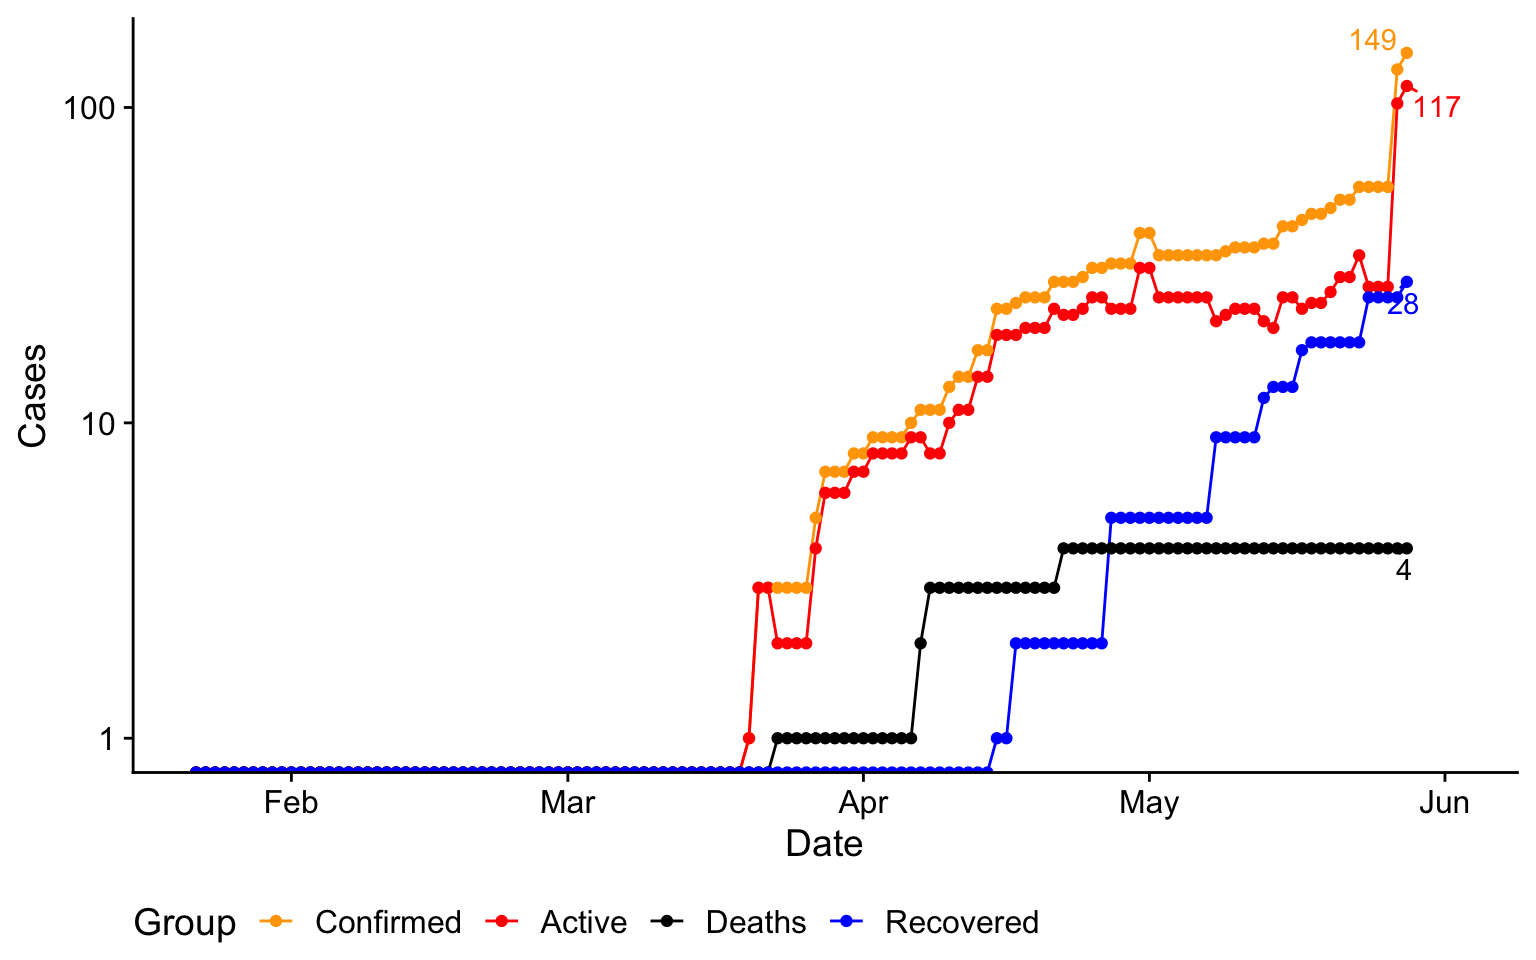 149
100
117
28
Cases
10
4
1
Feb Mar Apr May Jun
Date
Group Confirmed Active Deaths Recovered